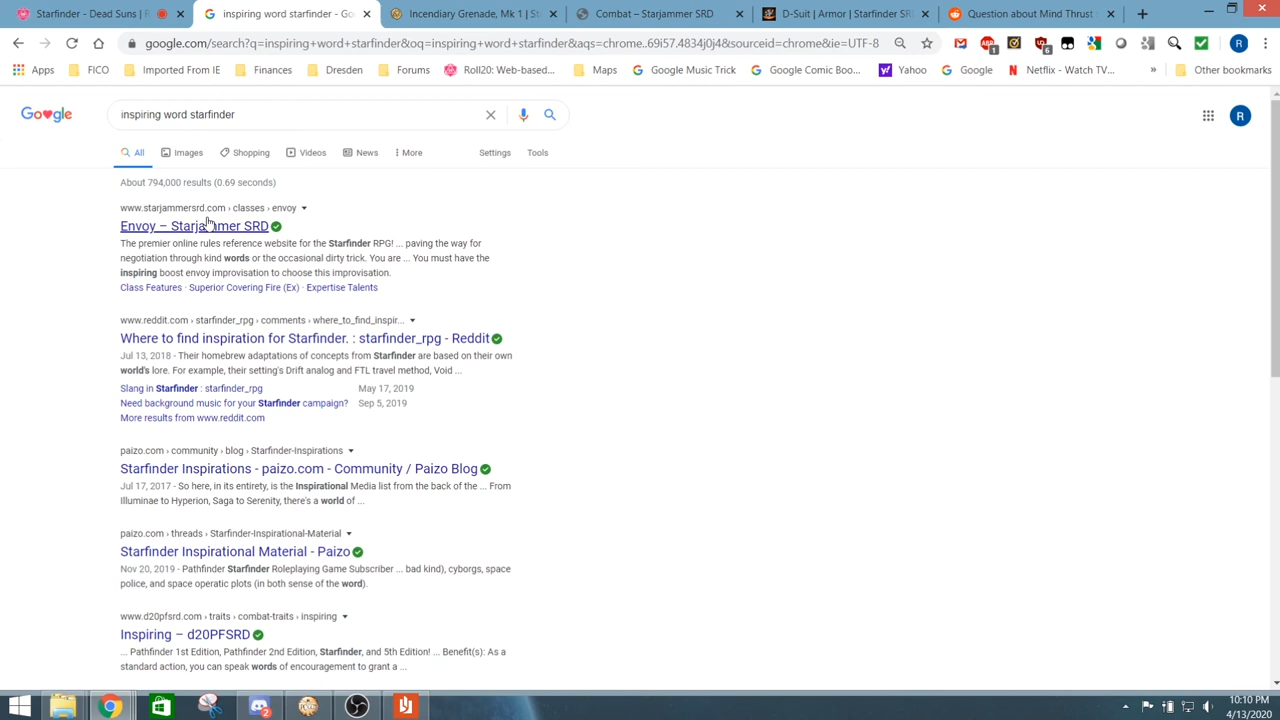 Starfinder - Dead Suns | R
inspiring word starfinder - Go
Incendiary Grenade, Mk 1 | St
Combat – Starjammer SRD
D-Suit | Armor | Starfinder SR
Question about Mind Thrust
google.com/search?q=inspiring+word+starfinder&oq=inspiring+word+starfinder&aqs=chrome..69i57.4834j0j4&sourceid=chrome&ie=UTF-8
Apps
FICO
Imported From IE
Finances
Dresden
Forums
Roll20: Web-based...
Maps
Google Music Trick
Google Comic Boo...
Yahoo
Google
Netflix - Watch TV...
»
Other bookmarks
inspiring word starfinder
R
All
Images
Shopping
Videos
News
More
Settings
Tools
About 794,000 results (0.69 seconds)
www.starjammersrd.com › classes › envoy
Envoy – Starjammer SRD
The premier online rules reference website for the Starfinder RPG! ... paving the way for
negotiation through kind words or the occasional dirty trick. You are ... You must have the
inspiring boost envoy improvisation to choose this improvisation.
Class Features · Superior Covering Fire (Ex) · Expertise Talents
www.reddit.com › starfinder_rpg › comments › where_to_find_inspir...
Where to find inspiration for Starfinder. : starfinder_rpg - Reddit
Jul 13, 2018 - Their homebrew adaptations of concepts from Starfinder are based on their own
world's lore. For example, their setting's Drift analog and FTL travel method, Void ...
Slang in Starfinder : starfinder_rpg May 17, 2019
Need background music for your Starfinder campaign? Sep 5, 2019
More results from www.reddit.com
paizo.com › community › blog › Starfinder-Inspirations
Starfinder Inspirations - paizo.com - Community / Paizo Blog
Jul 17, 2017 - So here, in its entirety, is the Inspirational Media list from the back of the ... From
Illuminae to Hyperion, Saga to Serenity, there's a world of ...
paizo.com › threads › Starfinder-Inspirational-Material
Starfinder Inspirational Material - Paizo
Nov 20, 2019 - Pathfinder Starfinder Roleplaying Game Subscriber ... bad kind), cyborgs, space
police, and space operatic plots (in both sense of the word).
www.d20pfsrd.com › traits › combat-traits › inspiring
Inspiring – d20PFSRD
... Pathfinder 1st Edition, Pathfinder 2nd Edition, Starfinder, and 5th Edition! ... Benefit(s): As a
standard action, you can speak words of encouragement to grant a ...
10:10 PM
4/13/2020